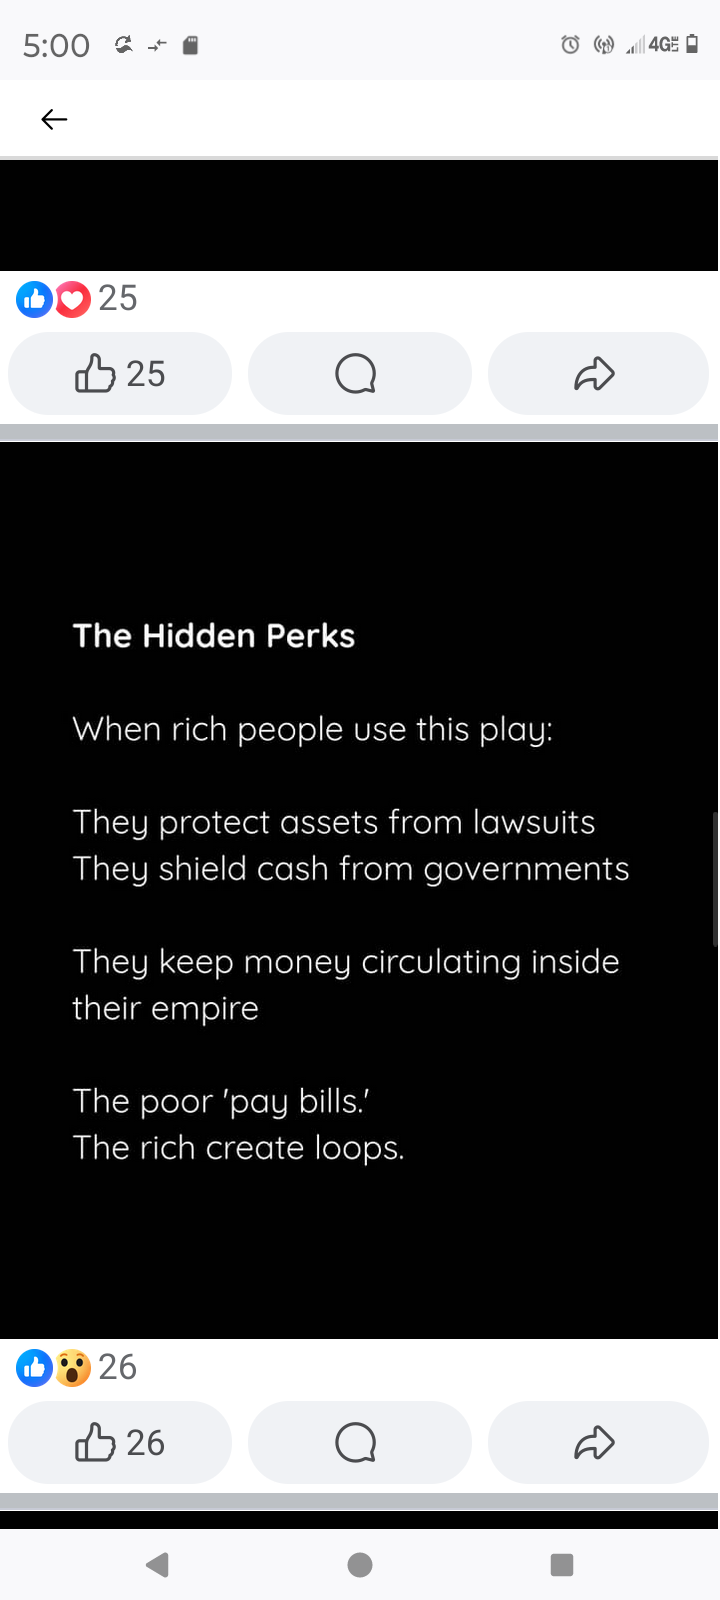 5:00
4G LTE
25
25
The Hidden Perks
When rich people use this play:
They protect assets from lawsuits
They shield cash from governments
They keep money circulating inside
their empire
The poor 'pay bills.'
The rich create loops.
26
26